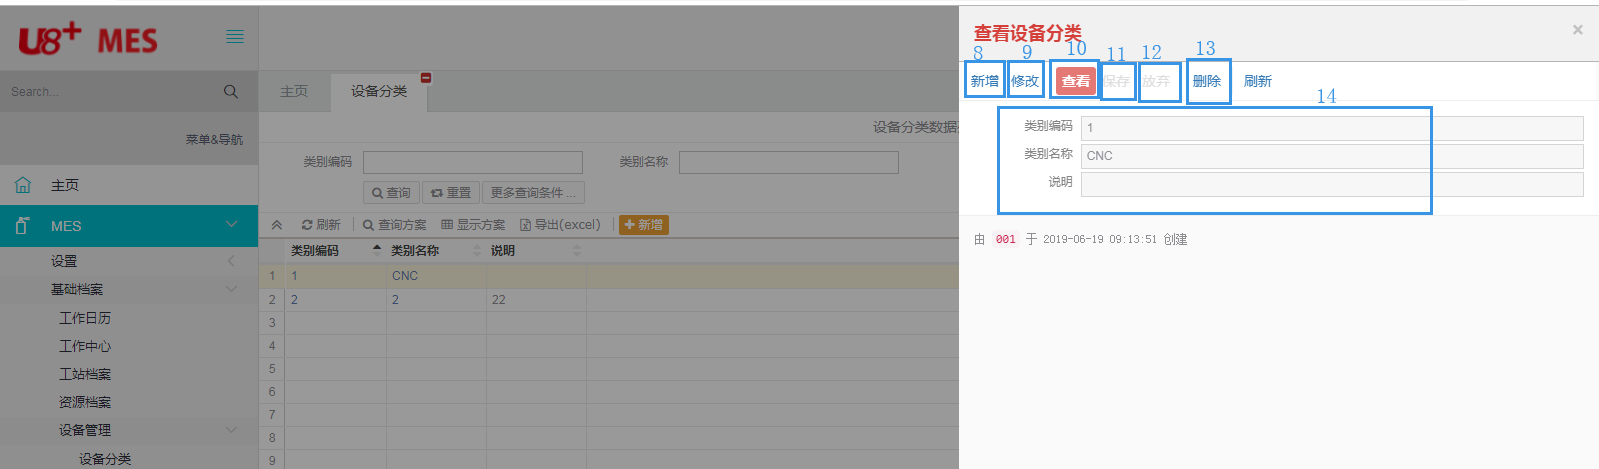 U8+ MES
Search...
菜单&导航
主页
MES
设置
基础档案
工作日历
工作中心
工站档案
资源档案
设备管理
设备分类
主页 设备分类
设备分类数据
类别编码 类别名称
查询 重置 更多查询条件 ...
刷新 查询方案 显示方案 导出(excel) 新增
类别编码 类别名称 说明
1 1 CNC
2 2 2 22
3
4
5
6
7
8
9
查看设备分类 ×
8 9 10 11 12 13
新增 修改 查看 保存 放弃 删除 刷新
14
类别编码 1
类别名称 CNC
说明
由 001 于 2019-06-19 09:13:51 创建